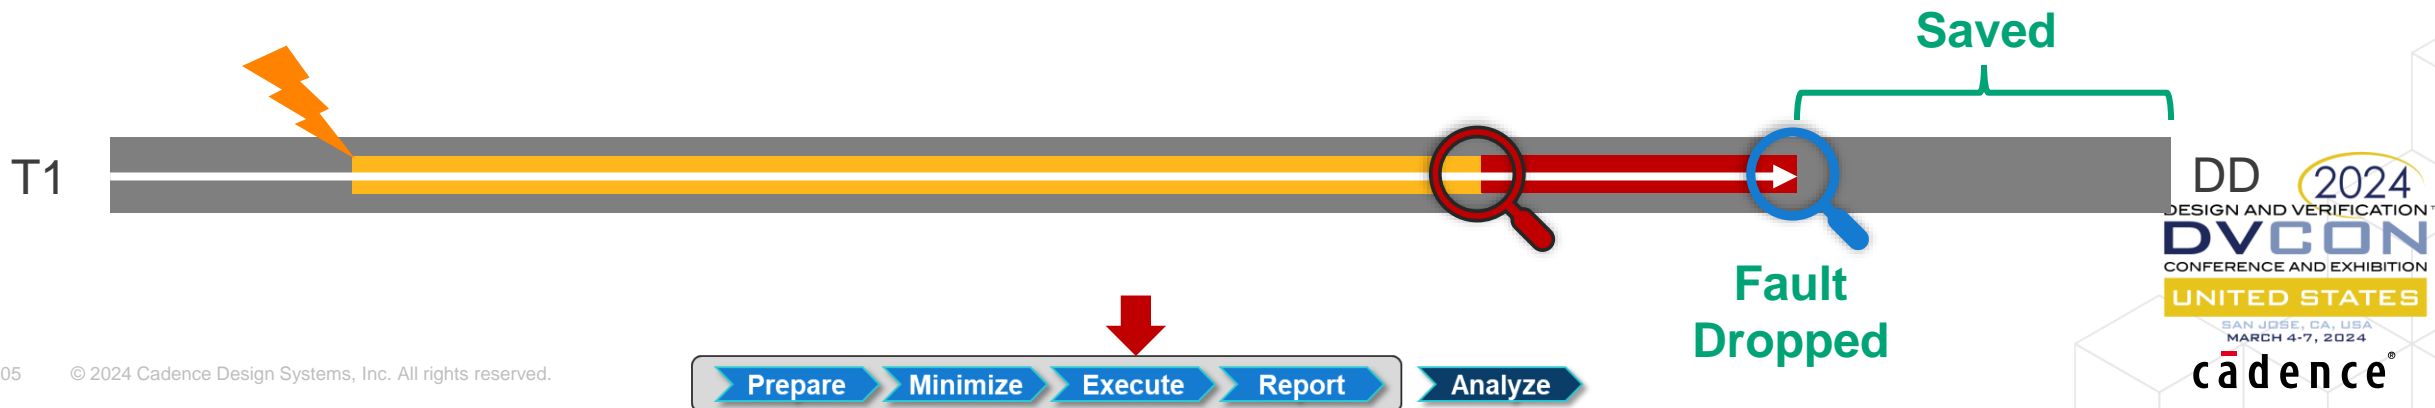 Saved
T1
DD
2024
DESIGN AND VERIFICATION™
DVCON
CONFERENCE AND EXHIBITION
UNITED STATES
SAN JOSE, CA, USA
MARCH 4-7, 2024
Fault
Dropped
05 © 2024 Cadence Design Systems, Inc. All rights reserved.
Prepare Minimize Execute Report Analyze
cādence®